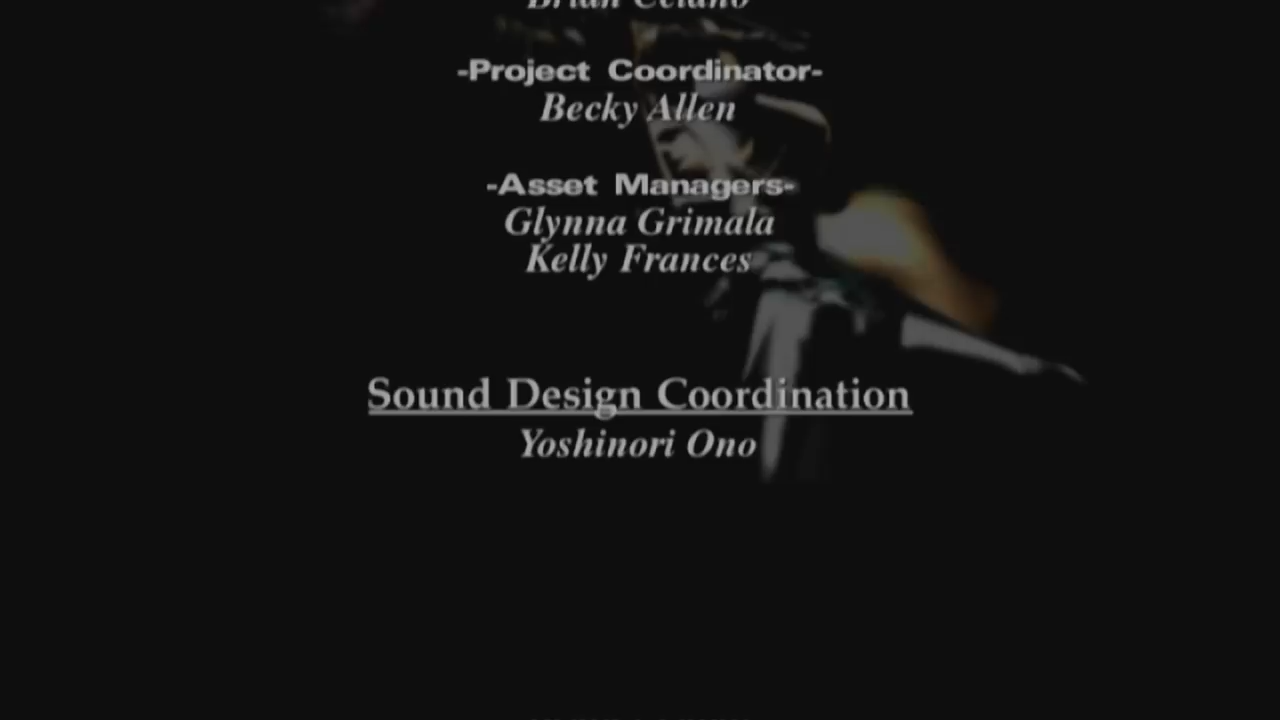 -Project Coordinator-
Becky Allen
-Asset Managers-
Glynna Grimala
Kelly Frances
Sound Design Coordination
Yoshinori Ono